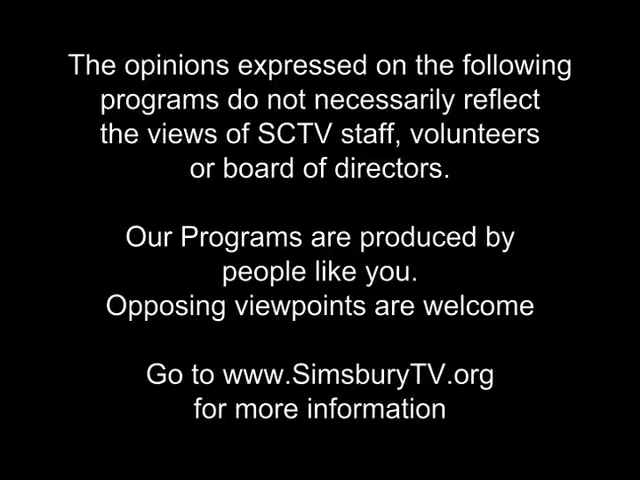 The opinions expressed on the following
programs do not necessarily reflect
the views of SCTV staff, volunteers
or board of directors.
Our Programs are produced by
people like you.
Opposing viewpoints are welcome
Go to www.SimsburyTV.org
for more information